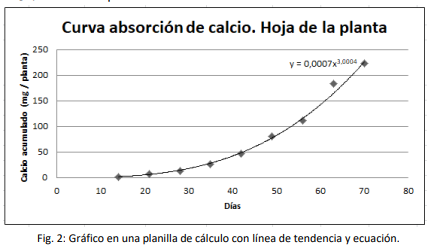 Curva absorción de calcio. Hoja de la planta
Calcio acumulado (mg / planta)
250
200
150
100
50
0
y = 0,0007x^3,0004
0 10 20 30 40 50 60 70 80
Días
Fig. 2: Gráfico en una planilla de cálculo con línea de tendencia y ecuación.